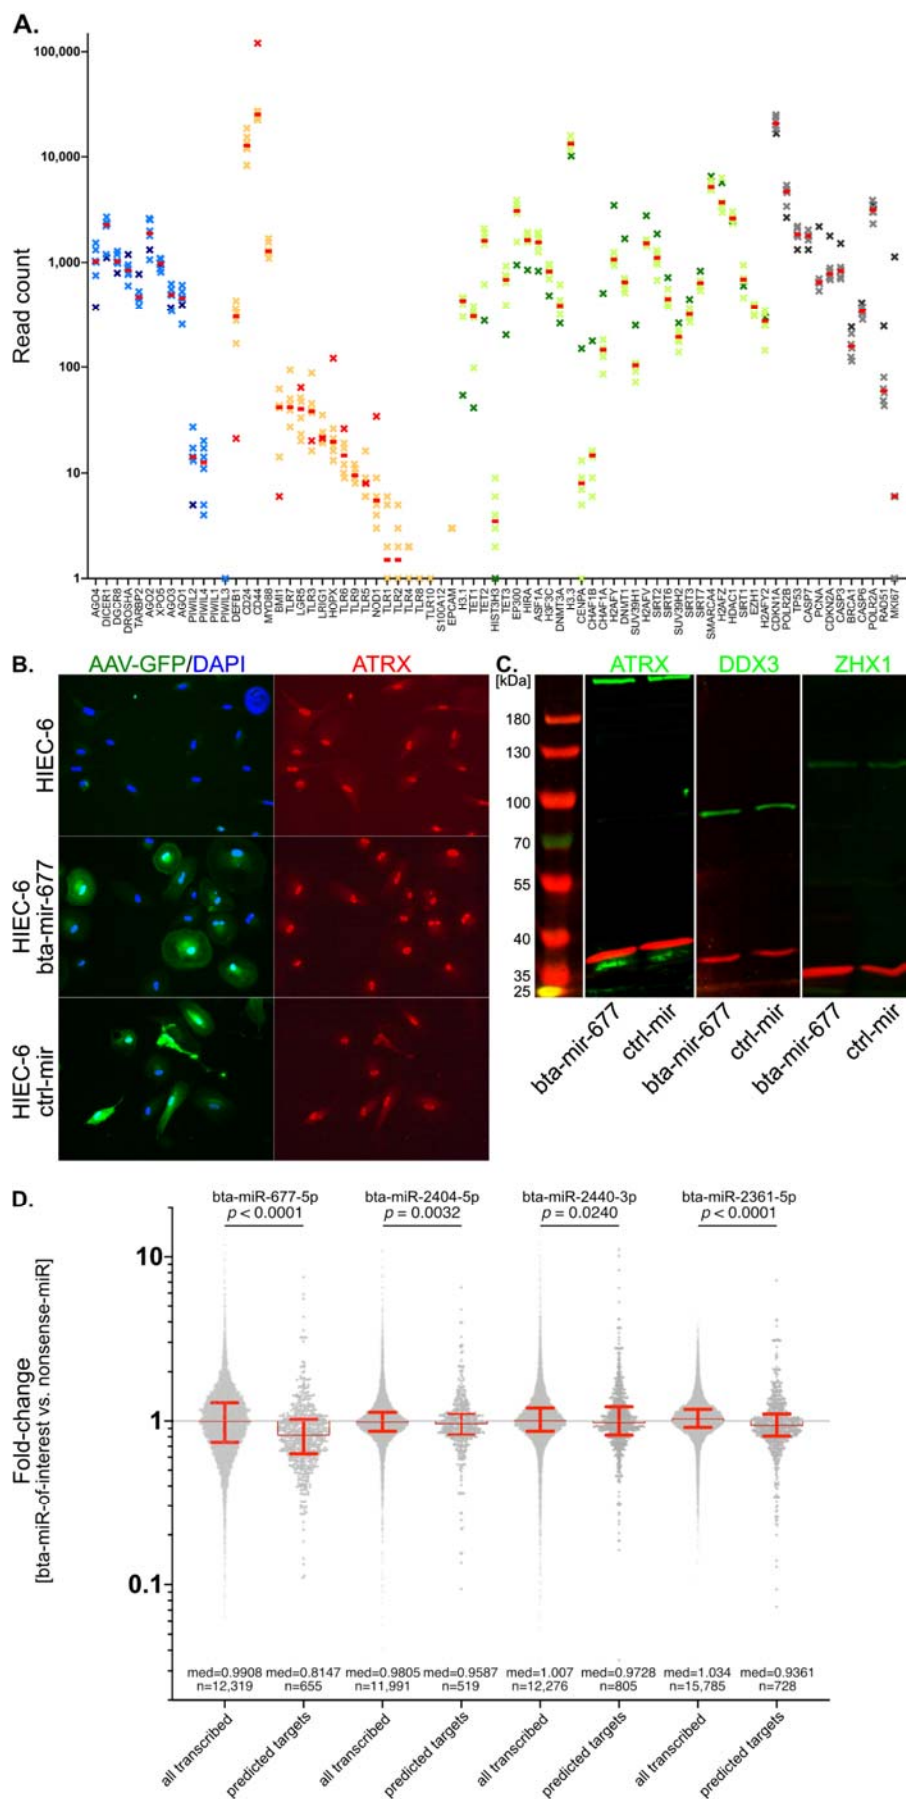 A.
100,000
10,000
1,000
100
10
1
Read count
AGO4
DICER1
DGCR8
DROSHA
TARBP2
AGO2
XPO5
AGO3
AGO1
PIWIL2
PIWIL4
PIWIL1
PIWIL3
DEFB1
CD24
CD44
MYD88
BMI1
TLR7
LGR5
TLR3
LRIG1
HOPX
TLR6
TLR9
TLR5
NOD1
TLR1
TLR2
TLR4
TLR8
TLR10
S100A12
EPCAM
H3.1
TET1
TET2
HIST3H3
TET3
EP300
HIRA
ASF1A
H3F3C
DNMT3A
H3.3
CENPA
CHAF1B
CHAF1A
H2AFY
DNMT1
SUV39H1
H2AFV
SIRT2
SIRT6
SUV39H2
SIRT3
SIRT7
SMARCA4
H2AFZ
HDAC1
SIRT1
EZH1
H2AFY2
CDKN1A
POLR2B
TP53
CASP7
PCNA
CDKN2A
CASP3
BRCA1
CASP6
POLR2A
RAD51
MKI67
B.
AAV-GFP/DAPI
ATRX
HIEC-6
HIEC-6
bta-mir-677
HIEC-6
ctrl-mir
C.
ATRX
DDX3
ZHX1
[kDa]
180
130
100
70
55
40
35
25
bta-mir-677
ctrl-mir
bta-mir-677
ctrl-mir
bta-mir-677
ctrl-mir
D.
bta-miR-677-5p
p < 0.0001
bta-miR-2404-5p
p = 0.0032
bta-miR-2440-3p
p = 0.0240
bta-miR-2361-5p
p < 0.0001
Fold-change
[bta-miR-of-interest vs. nonsense-miR]
10
1
0.1
med=0.9908
n=12,319
med=0.8147
n=655
med=0.9805
n=11,991
med=0.9587
n=519
med=1.007
n=12,276
med=0.9728
n=805
med=1.034
n=15,785
med=0.9361
n=728
all transcribed
predicted targets
all transcribed
predicted targets
all transcribed
predicted targets
all transcribed
predicted targets